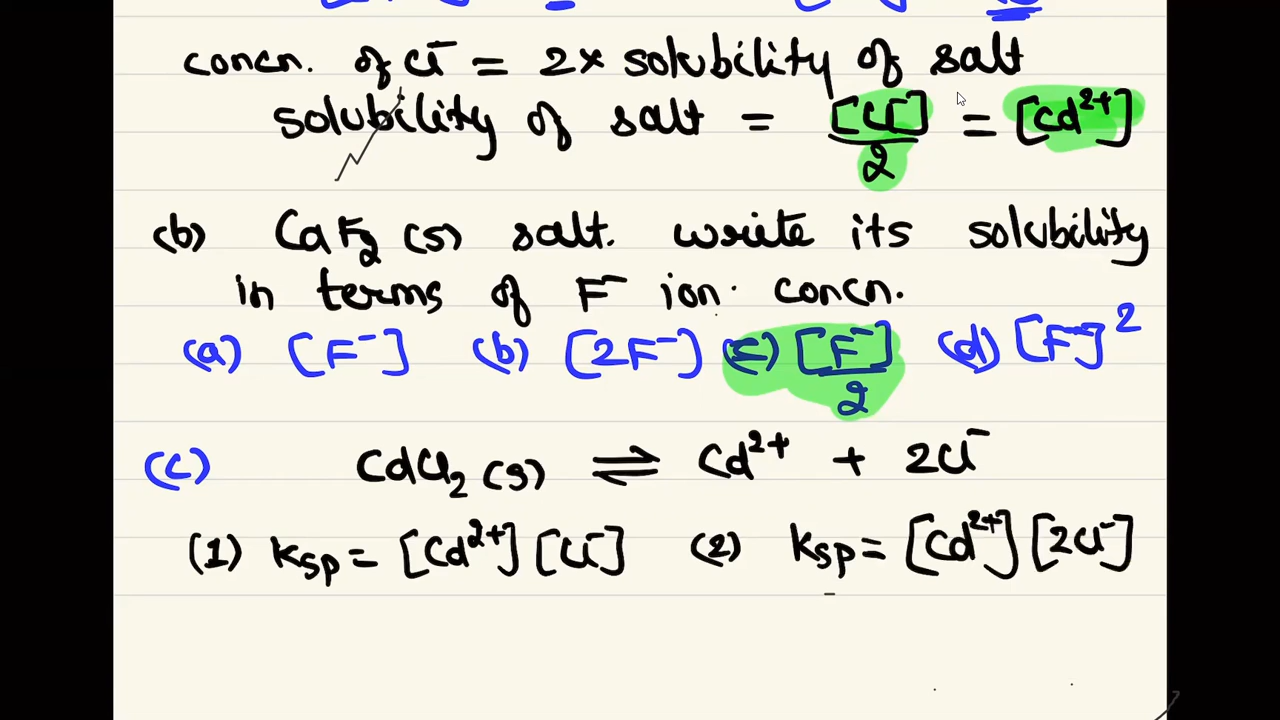 concn. of Cl⁻ = 2x solubility of salt
solubility of salt = [Cl⁻]/2 = [Cd²⁺]
(b) CaF₂ (s) salt. write its solubility
in terms of F⁻ ion. concn.
(a) [F⁻] (b) [2F⁻] (c) [F⁻]/2 (d) [F⁻]²
(c) CdCl₂ (s) ⇌ Cd²⁺ + 2Cl⁻
(1) Ksp = [Cd²⁺] [Cl⁻] (2) Ksp = [Cd²⁺] [2Cl⁻]